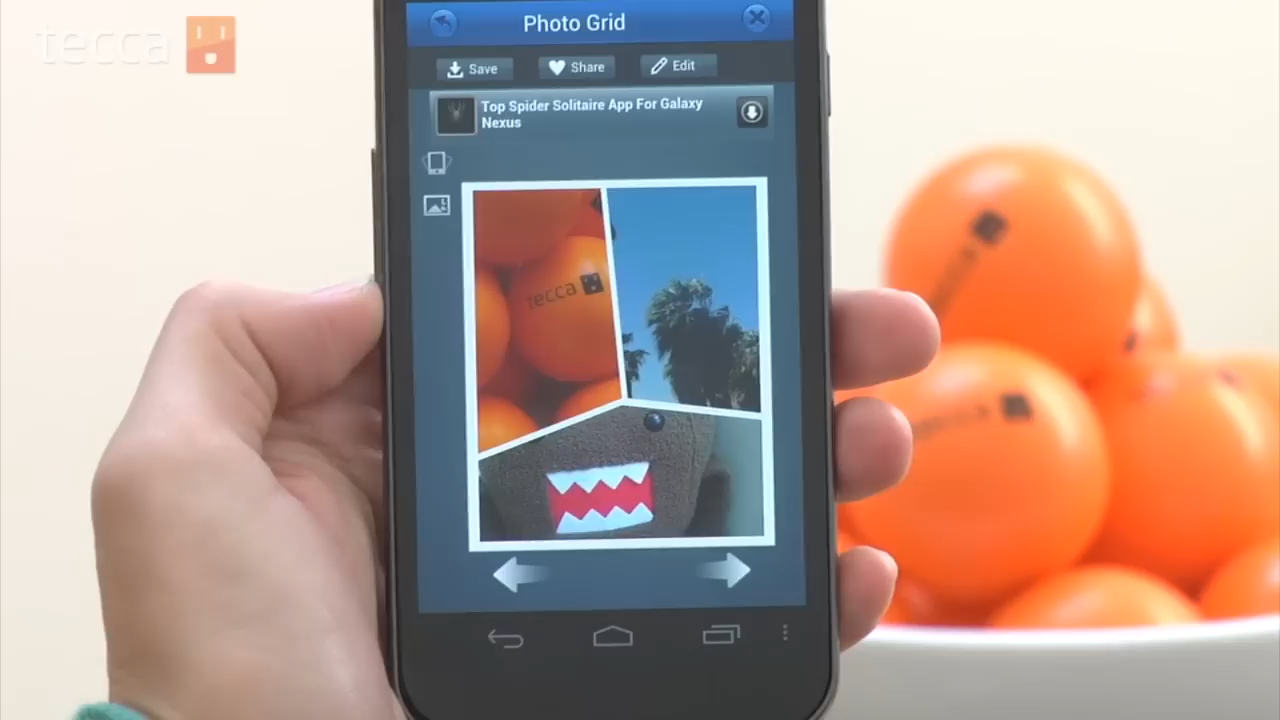 tecca
Photo Grid
Save
Share
Edit
Top Spider Solitaire App For Galaxy
Nexus
tecca